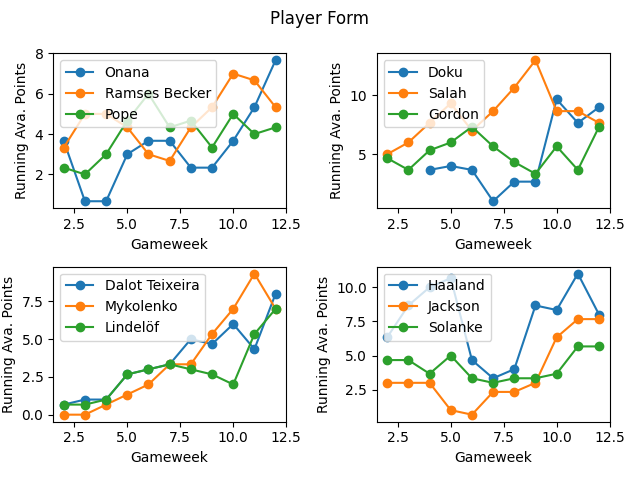 Player Form
Running Ava. Points
8
6
4
2
Onana
Ramses Becker
Pope
2.5 5.0 7.5 10.0 12.5
Gameweek
Running Ava. Points
10
5
Doku
Salah
Gordon
2.5 5.0 7.5 10.0 12.5
Gameweek
Running Ava. Points
7.5
5.0
2.5
0.0
Dalot Teixeira
Mykolenko
Lindelöf
2.5 5.0 7.5 10.0 12.5
Gameweek
Running Ava. Points
10.0
7.5
5.0
2.5
Haaland
Jackson
Solanke
2.5 5.0 7.5 10.0 12.5
Gameweek